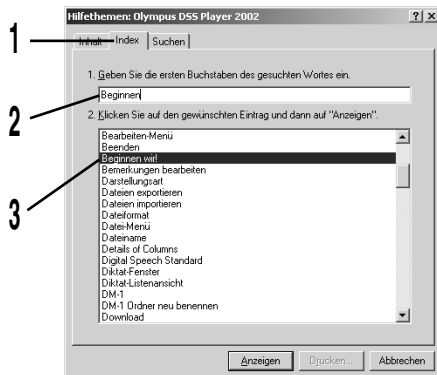 Hilfethemen: Olympus DSS Player 2002
1
Inhalt Index Suchen
1. Geben Sie die ersten Buchstaben des gesuchten Wortes ein.
2
Beginnen
2. Klicken Sie auf den gewünschten Eintrag und dann auf "Anzeigen".
Bearbeiten-Menü
Beenden
Beginnen wir!
3
Bemerkungen bearbeiten
Darstellungsart
Dateien exportieren
Dateien importieren
Dateiformat
Datei-Menü
Dateiname
Details of Columns
Digital Speech Standard
Diktat-Fenster
Diktat-Listenansicht
DM-1
DM-1 Ordner neu benennen
Download
Anzeigen Drucken... Abbrechen